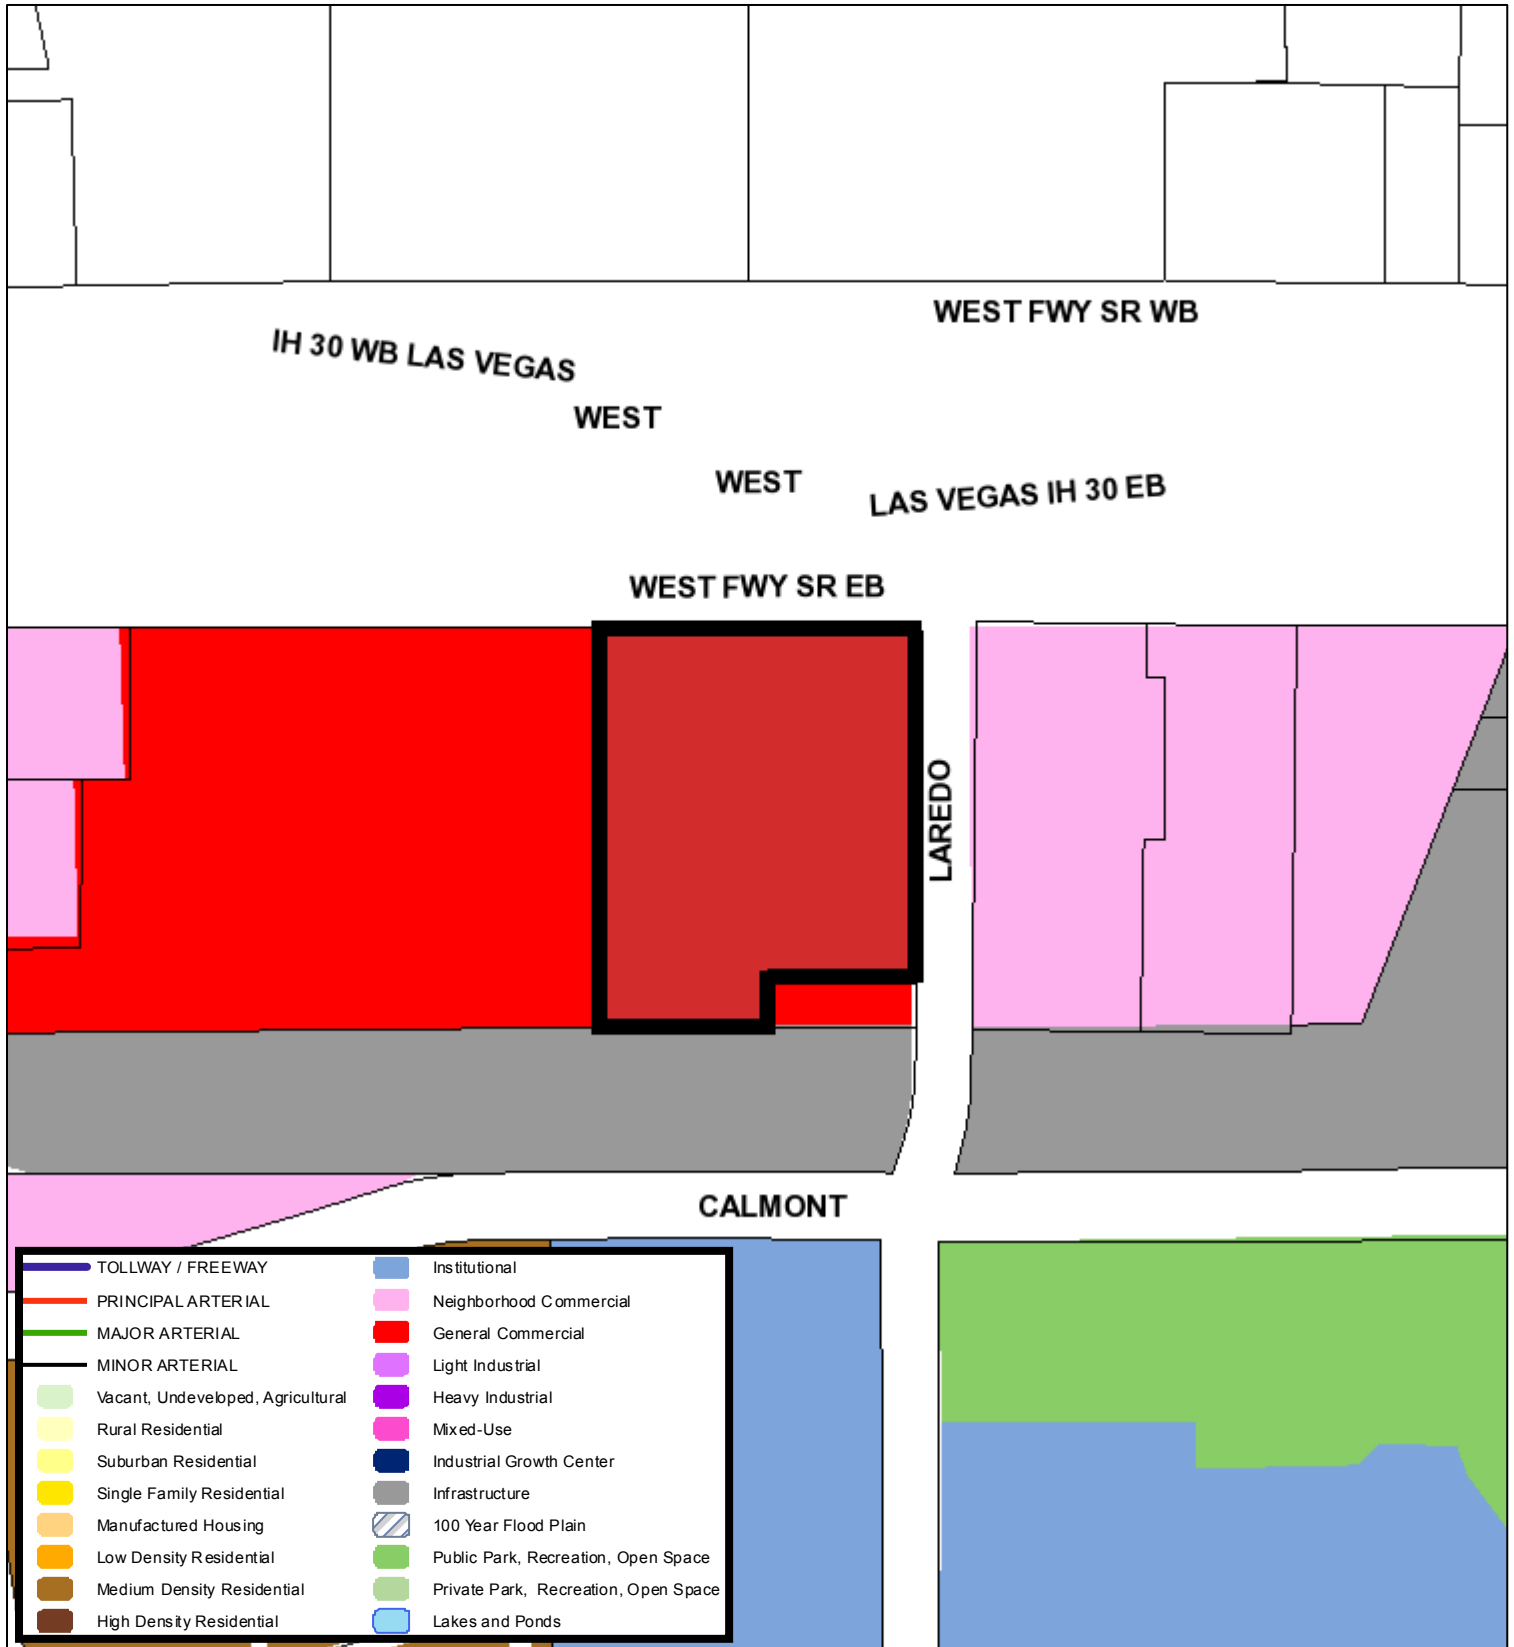 WEST FWY SR WB
IH 30 WB LAS VEGAS
WEST
WEST
LAS VEGAS IH 30 EB
WEST FWY SR EB
LAREDO
CALMONT
TOLLWAY / FREEWAY
PRINCIPAL ARTERIAL
MAJOR ARTERIAL
MINOR ARTERIAL
Vacant, Undeveloped, Agricultural
Rural Residential
Suburban Residential
Single Family Residential
Manufactured Housing
Low Density Residential
Medium Density Residential
High Density Residential
Institutional
Neighborhood Commercial
General Commercial
Light Industrial
Heavy Industrial
Mixed-Use
Industrial Growth Center
Infrastructure
100 Year Flood Plain
Public Park, Recreation, Open Space
Private Park, Recreation, Open Space
Lakes and Ponds